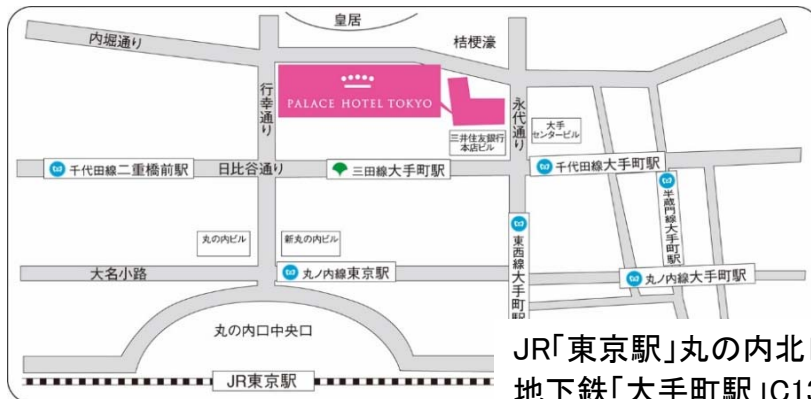 皇居
内堀通り
桔梗濠
行幸通り
PALACE HOTEL TOKYO
永代通り
三井住友銀行
本店ビル
大手
センタービル
千代田線二重橋前駅
日比谷通り
三田線大手町駅
千代田線大手町駅
半蔵門線大手町駅
東西線大手町駅
丸の内ビル
新丸の内ビル
大名小路
丸ノ内線東京駅
丸ノ内線大手町駅
丸の内口中央口
JR東京駅
JR「東京駅」丸の内北
地下鉄「大手町駅」C13